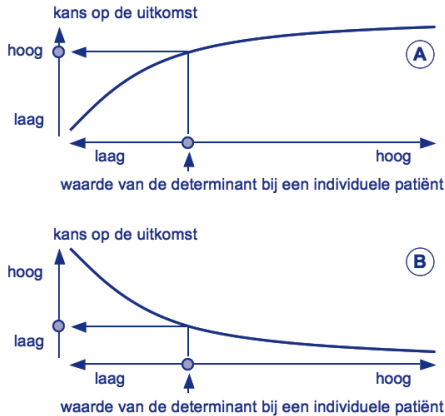 kans op de uitkomst
hoog
A
laag
laag hoog
waarde van de determinant bij een individuele patiënt
kans op de uitkomst
B
hoog
laag
laag hoog
waarde van de determinant bij een individuele patiënt